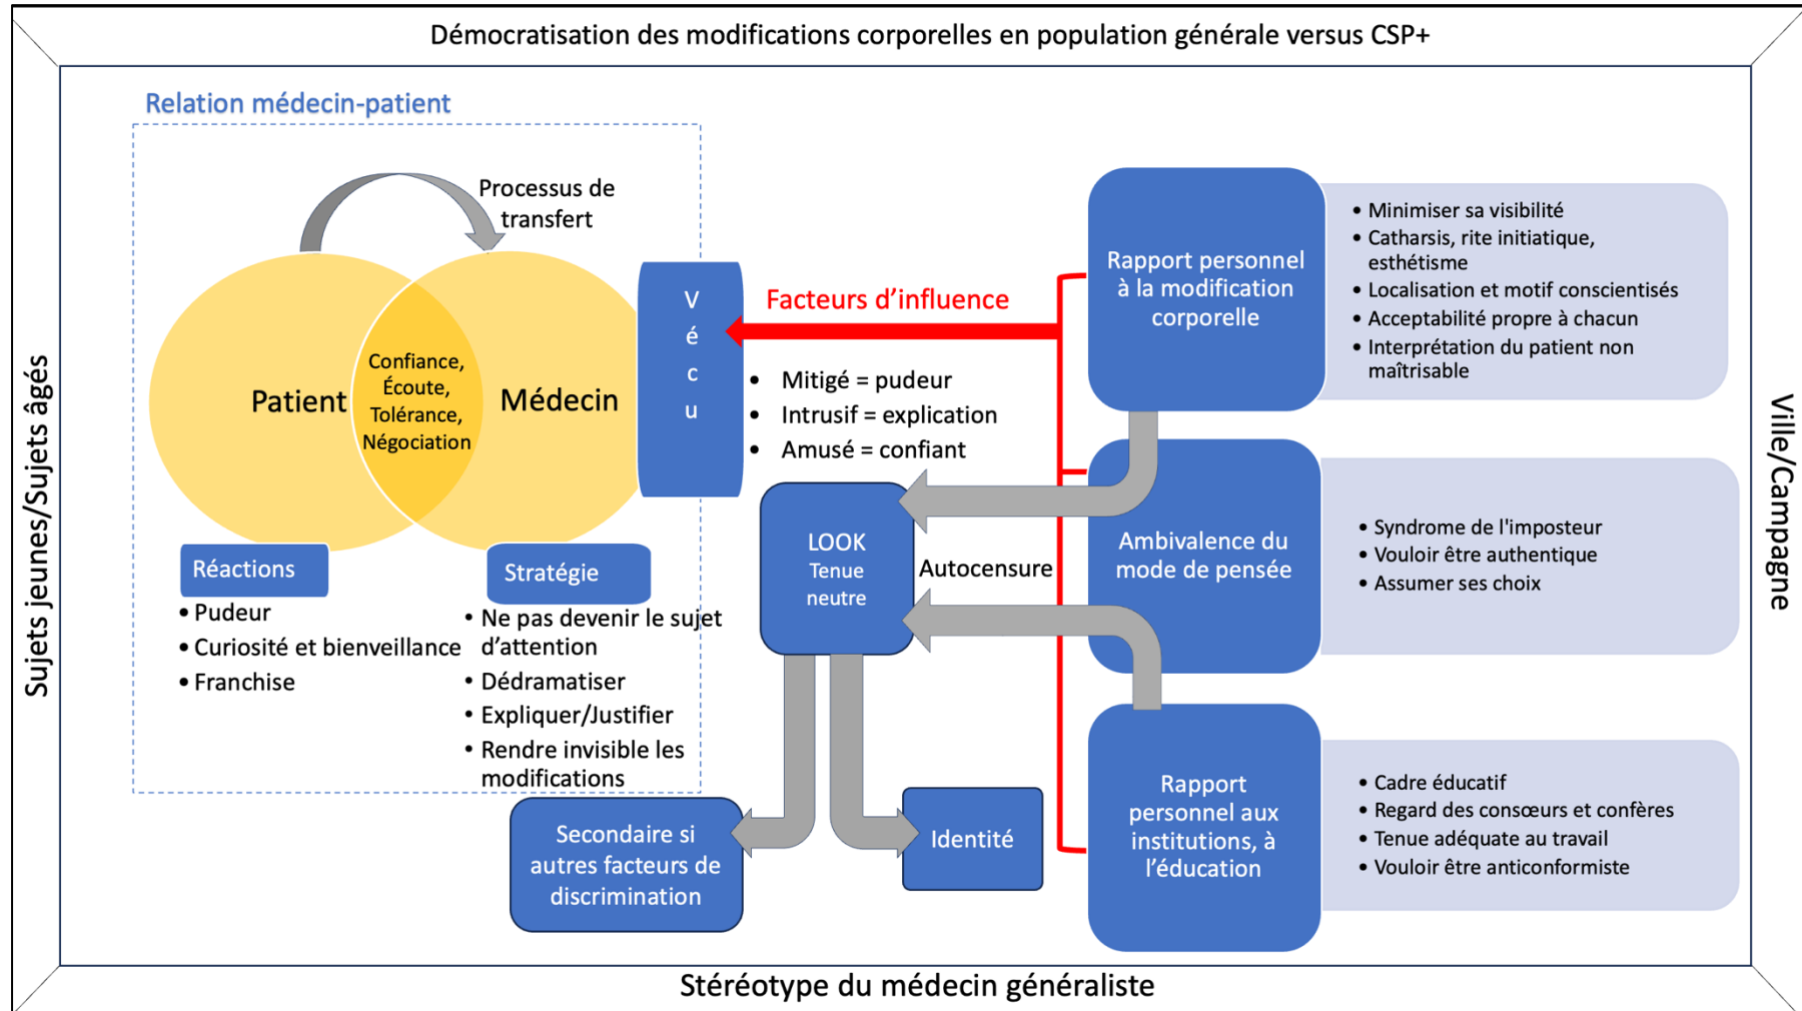 Démocratisation des modifications corporelles en population générale versus CSP+
Sujets jeunes/Sujets âgés
Relation médecin-patient
Processus de
transfert
Patient
Confiance,
Écoute,
Tolérance,
Négociation
Médecin
V
é
c
u
Réactions
• Pudeur
• Curiosité et bienveillance
• Franchise
Stratégie
• Ne pas devenir le sujet
d'attention
• Dédramatiser
• Expliquer/Justifier
• Rendre invisible les
modifications
Facteurs d'influence
• Mitigé = pudeur
• Intrusif = explication
• Amusé = confiant
LOOK
Tenue
neutre
Autocensure
Secondaire si
autres facteurs de
discrimination
Identité
Rapport personnel
à la modification
corporelle
• Minimiser sa visibilité
• Catharsis, rite initiatique,
esthétisme
• Localisation et motif conscientisés
• Acceptabilité propre à chacun
• Interprétation du patient non
maîtrisable
Ambivalence du
mode de pensée
• Syndrome de l'imposteur
• Vouloir être authentique
• Assumer ses choix
Rapport
personnel aux
institutions, à
l'éducation
• Cadre éducatif
• Regard des consœurs et confères
• Tenue adéquate au travail
• Vouloir être anticonformiste
Ville/Campagne
Stéréotype du médecin généraliste